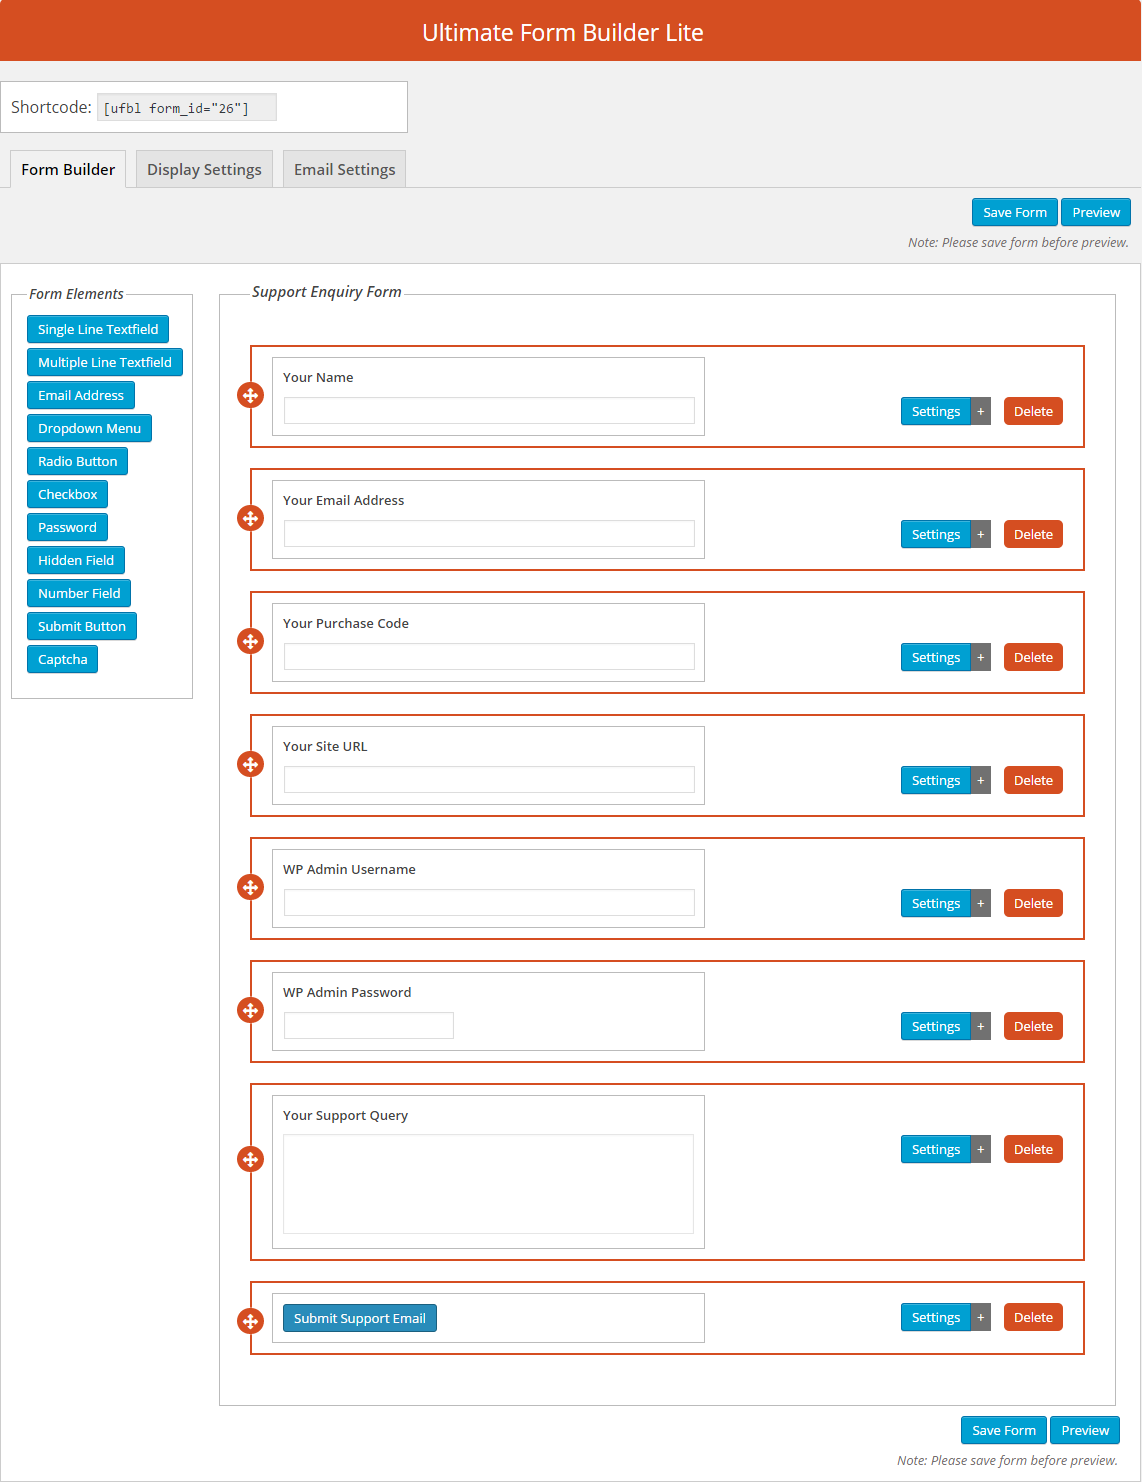 Ultimate Form Builder Lite
Shortcode: [ufbl form_id="26"]
Form Builder Display Settings Email Settings
Save Form Preview
Note: Please save form before preview.
Form Elements
Single Line Textfield
Multiple Line Textfield
Email Address
Dropdown Menu
Radio Button
Checkbox
Password
Hidden Field
Number Field
Submit Button
Captcha
Support Enquiry Form
Your Name
Settings + Delete
Your Email Address
Settings + Delete
Your Purchase Code
Settings + Delete
Your Site URL
Settings + Delete
WP Admin Username
Settings + Delete
WP Admin Password
Settings + Delete
Your Support Query
Settings + Delete
Submit Support Email Settings + Delete
Save Form Preview
Note: Please save form before preview.